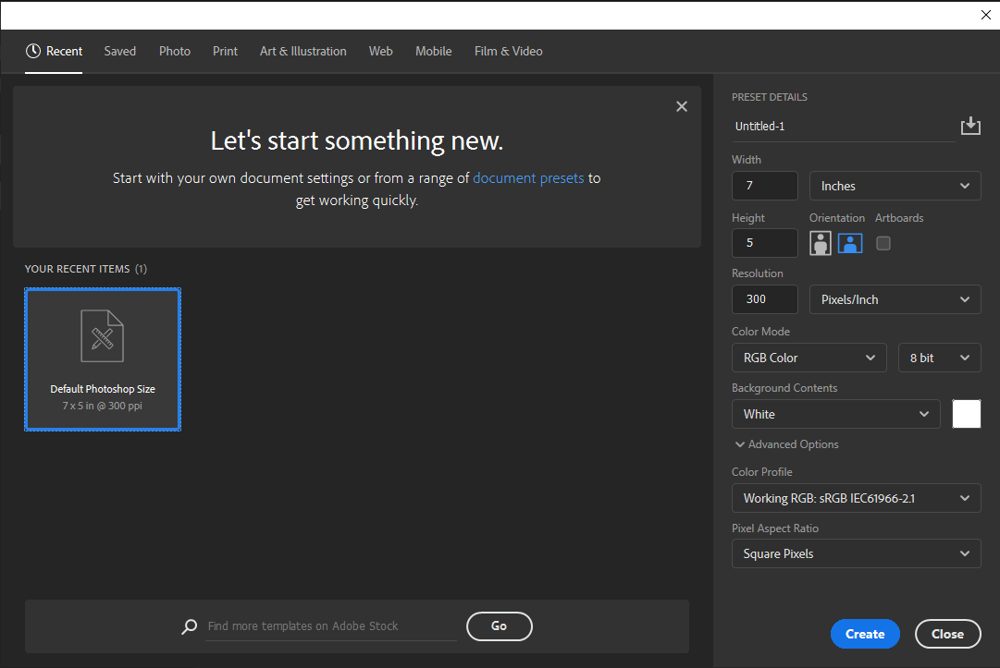 Recent Saved Photo Print Art & Illustration Web Mobile Film & Video
Let's start something new.
Start with your own document settings or from a range of document presets to
get working quickly.
YOUR RECENT ITEMS (1)
Default Photoshop Size
7 x 5 in @ 300 ppi
Find more templates on Adobe Stock Go
PRESET DETAILS
Untitled-1
Width
7 Inches
Height Orientation Artboards
5
Resolution
300 Pixels/Inch
Color Mode
RGB Color 8 bit
Background Contents
White
Advanced Options
Color Profile
Working RGB: sRGB IEC61966-2.1
Pixel Aspect Ratio
Square Pixels
Create Close